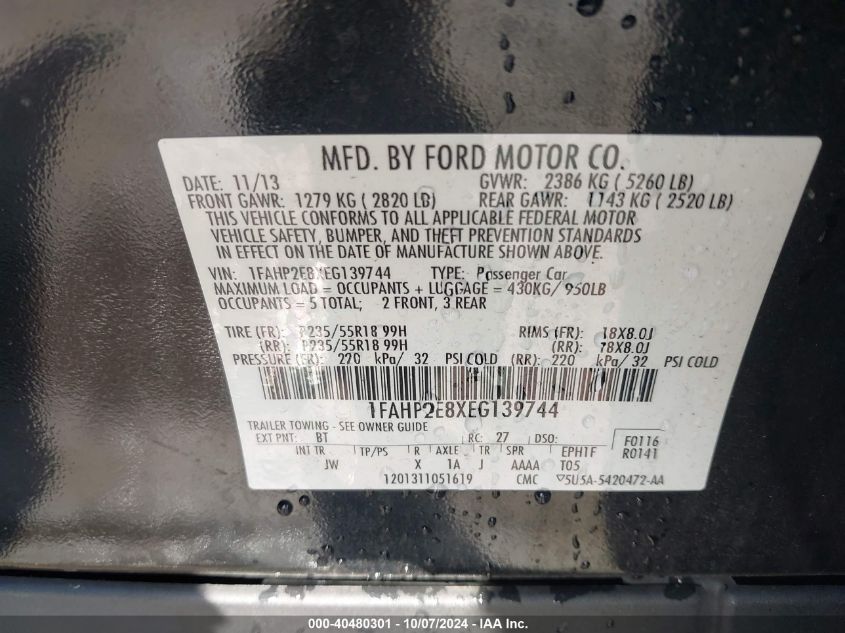 MFD. BY FORD MOTOR CO.
DATE: 11/13 GVWR: 2386 KG ( 5260 LB)
FRONT GAWR: 1279 KG ( 2820 LB) REAR GAWR: 1143 KG ( 2520 LB)
THIS VEHICLE CONFORMS TO ALL APPLICABLE FEDERAL MOTOR
VEHICLE SAFETY, BUMPER, AND THEFT PREVENTION STANDARDS
IN EFFECT ON THE DATE OF MANUFACTURE SHOWN ABOVE.
VIN: 1FAHP2E8XEG139744 TYPE: Passenger Car
MAXIMUM LOAD = OCCUPANTS + LUGGAGE = 430KG/ 950LB
OCCUPANTS = 5 TOTAL; 2 FRONT, 3 REAR
TIRE (FR): P235/55R18 99H RIMS (FR): 18X8.0J
(RR): P235/55R18 99H (RR): 18X8.0J
PRESSURE (FR): 220 kPa/ 32 PSI COLD (RR): 220 kPa/ 32 PSI COLD
1FAHP2E8XEG139744
TRAILER TOWING - SEE OWNER GUIDE
EXT PNT: BT RC: 27 DSO: F0116
INT TR TP/PS R AXLE TR SPR EPH1F R0141
JW X 1A J AAAA T05
1201311051619 CMC ▽5U5A-5420472-AA
000-40480301 - 10/07/2024 - IAA